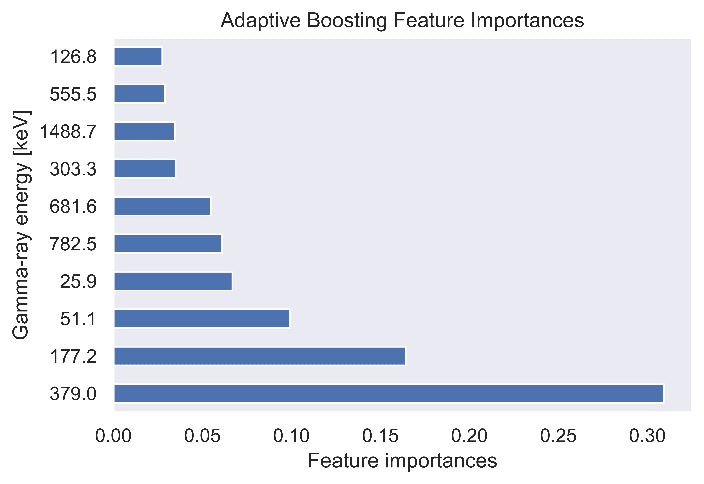 Adaptive Boosting Feature Importances
Gamma-ray energy [keV]
126.8
555.5
1488.7
303.3
681.6
782.5
25.9
51.1
177.2
379.0
0.00 0.05 0.10 0.15 0.20 0.25 0.30
Feature importances